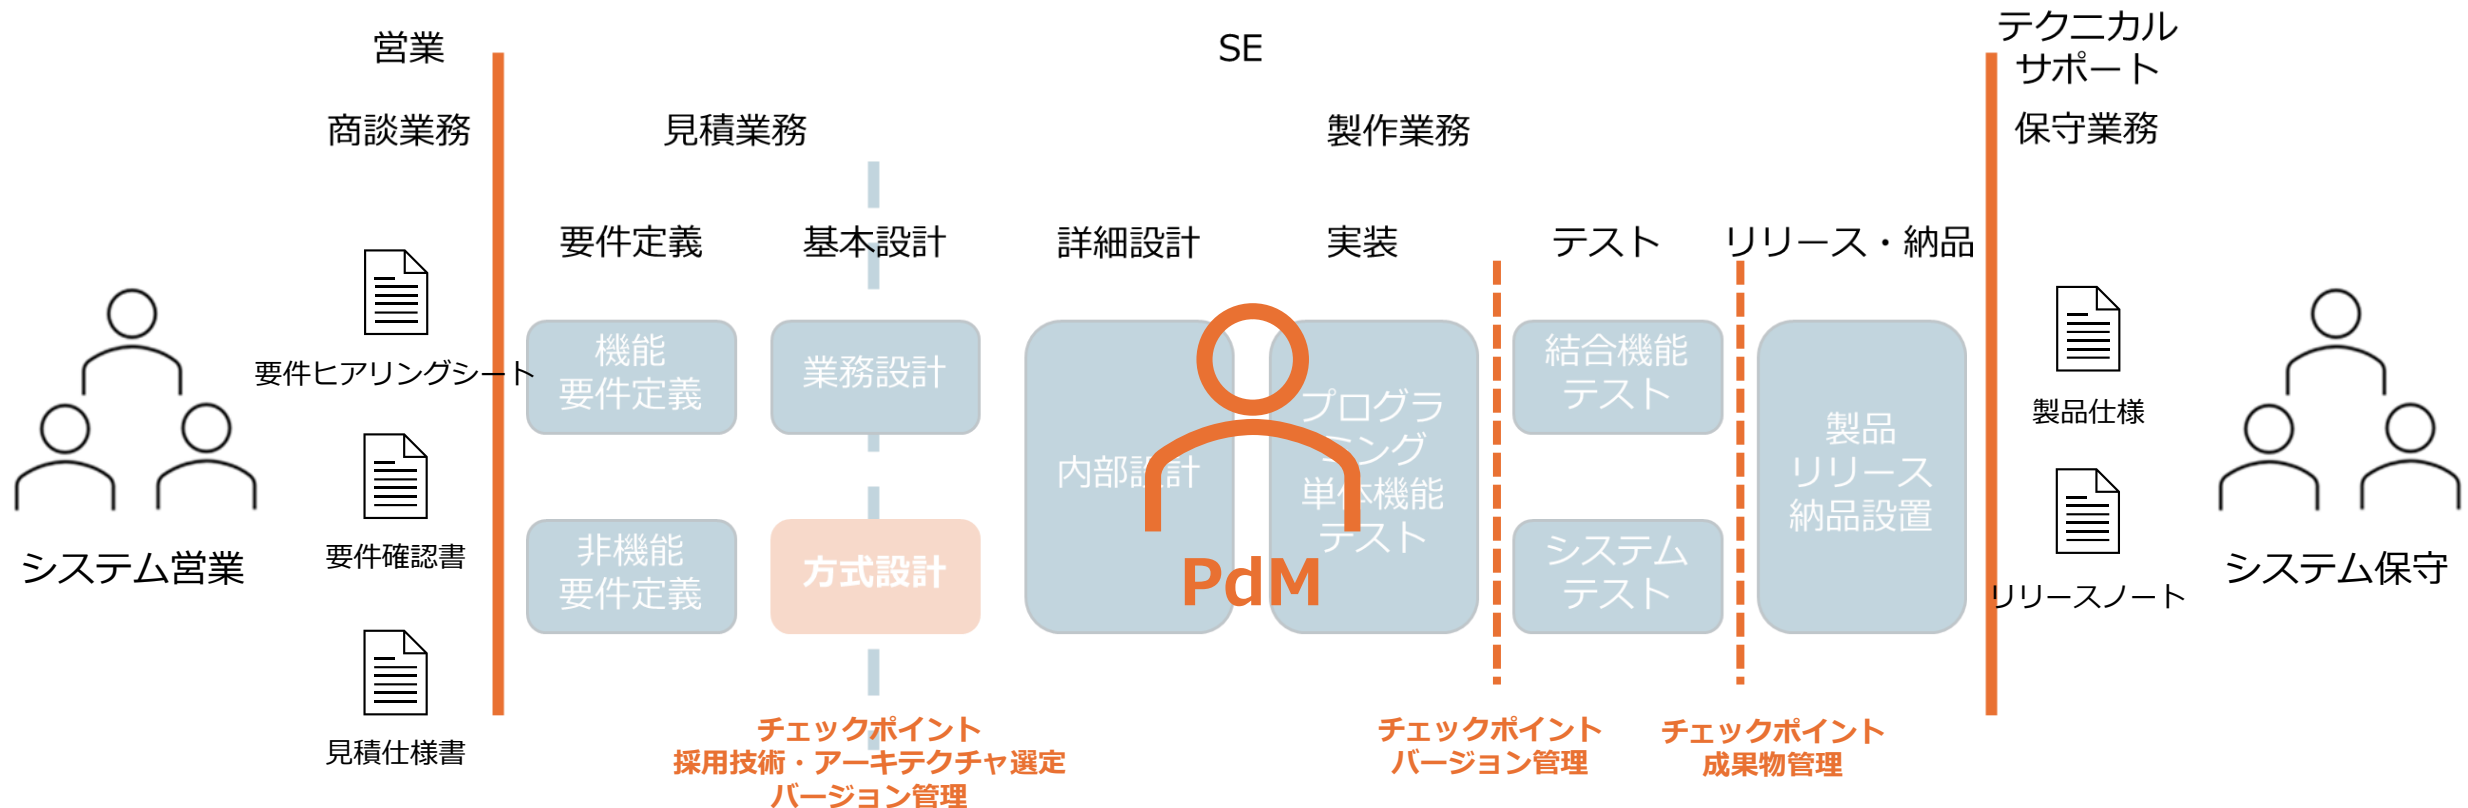 営業
SE
テクニカル
サポート
商談業務
見積業務
製作業務
保守業務
要件定義
基本設計
詳細設計
実装
テスト
リリース・納品
要件ヒアリングシート
要件確認書
見積仕様書
システム営業
機能
要件定義
非機能
要件定義
業務設計
方式設計
内部設計
プログラ
ミング
単体機能
テスト
PdM
結合機能
テスト
システム
テスト
製品
リリース
納品設置
製品仕様
リリースノート
システム保守
チェックポイント
採用技術・アーキテクチャ選定
バージョン管理
チェックポイント
バージョン管理
チェックポイント
成果物管理